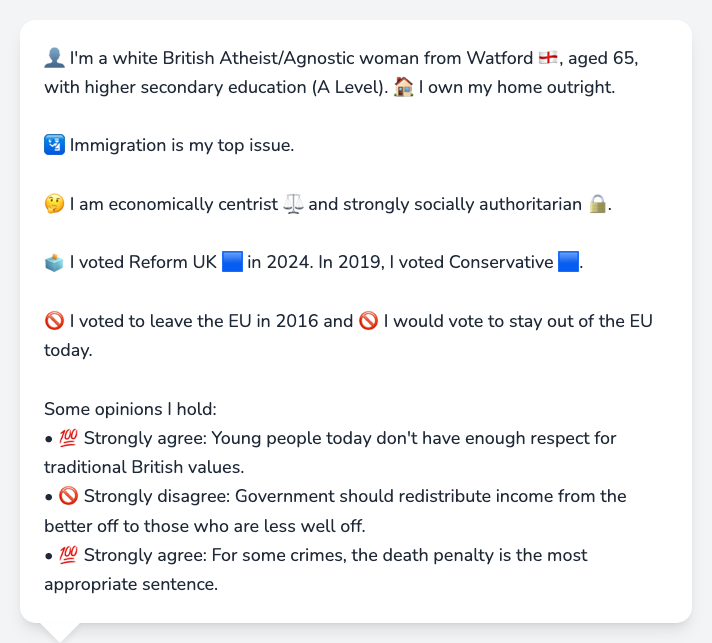 👤 I'm a white British Atheist/Agnostic woman from Watford 🏴󠁧󠁢󠁥󠁮󠁧󠁿, aged 65,
with higher secondary education (A Level). 🏠 I own my home outright.
🛂 Immigration is my top issue.
🤔 I am economically centrist ⚖️ and strongly socially authoritarian 🔒.
🗳️ I voted Reform UK 🟦 in 2024. In 2019, I voted Conservative 🟦.
🚫 I voted to leave the EU in 2016 and 🚫 I would vote to stay out of the EU
today.
Some opinions I hold:
• 💯 Strongly agree: Young people today don't have enough respect for
traditional British values.
• 🚫 Strongly disagree: Government should redistribute income from the
better off to those who are less well off.
• 💯 Strongly agree: For some crimes, the death penalty is the most
appropriate sentence.